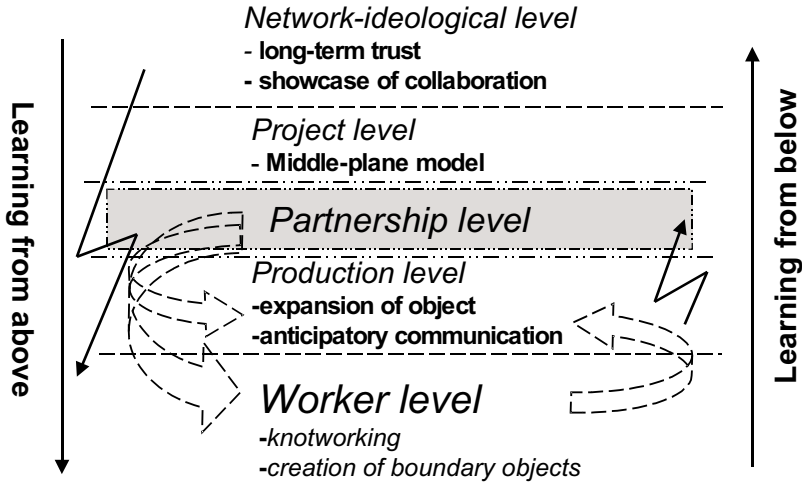 Network-ideological level
- long-term trust
- showcase of collaboration
Project level
- Middle-plane model
Partnership level
Production level
-expansion of object
-anticipatory communication
Worker level
-knotworking
-creation of boundary objects
Learning from above
Learning from below